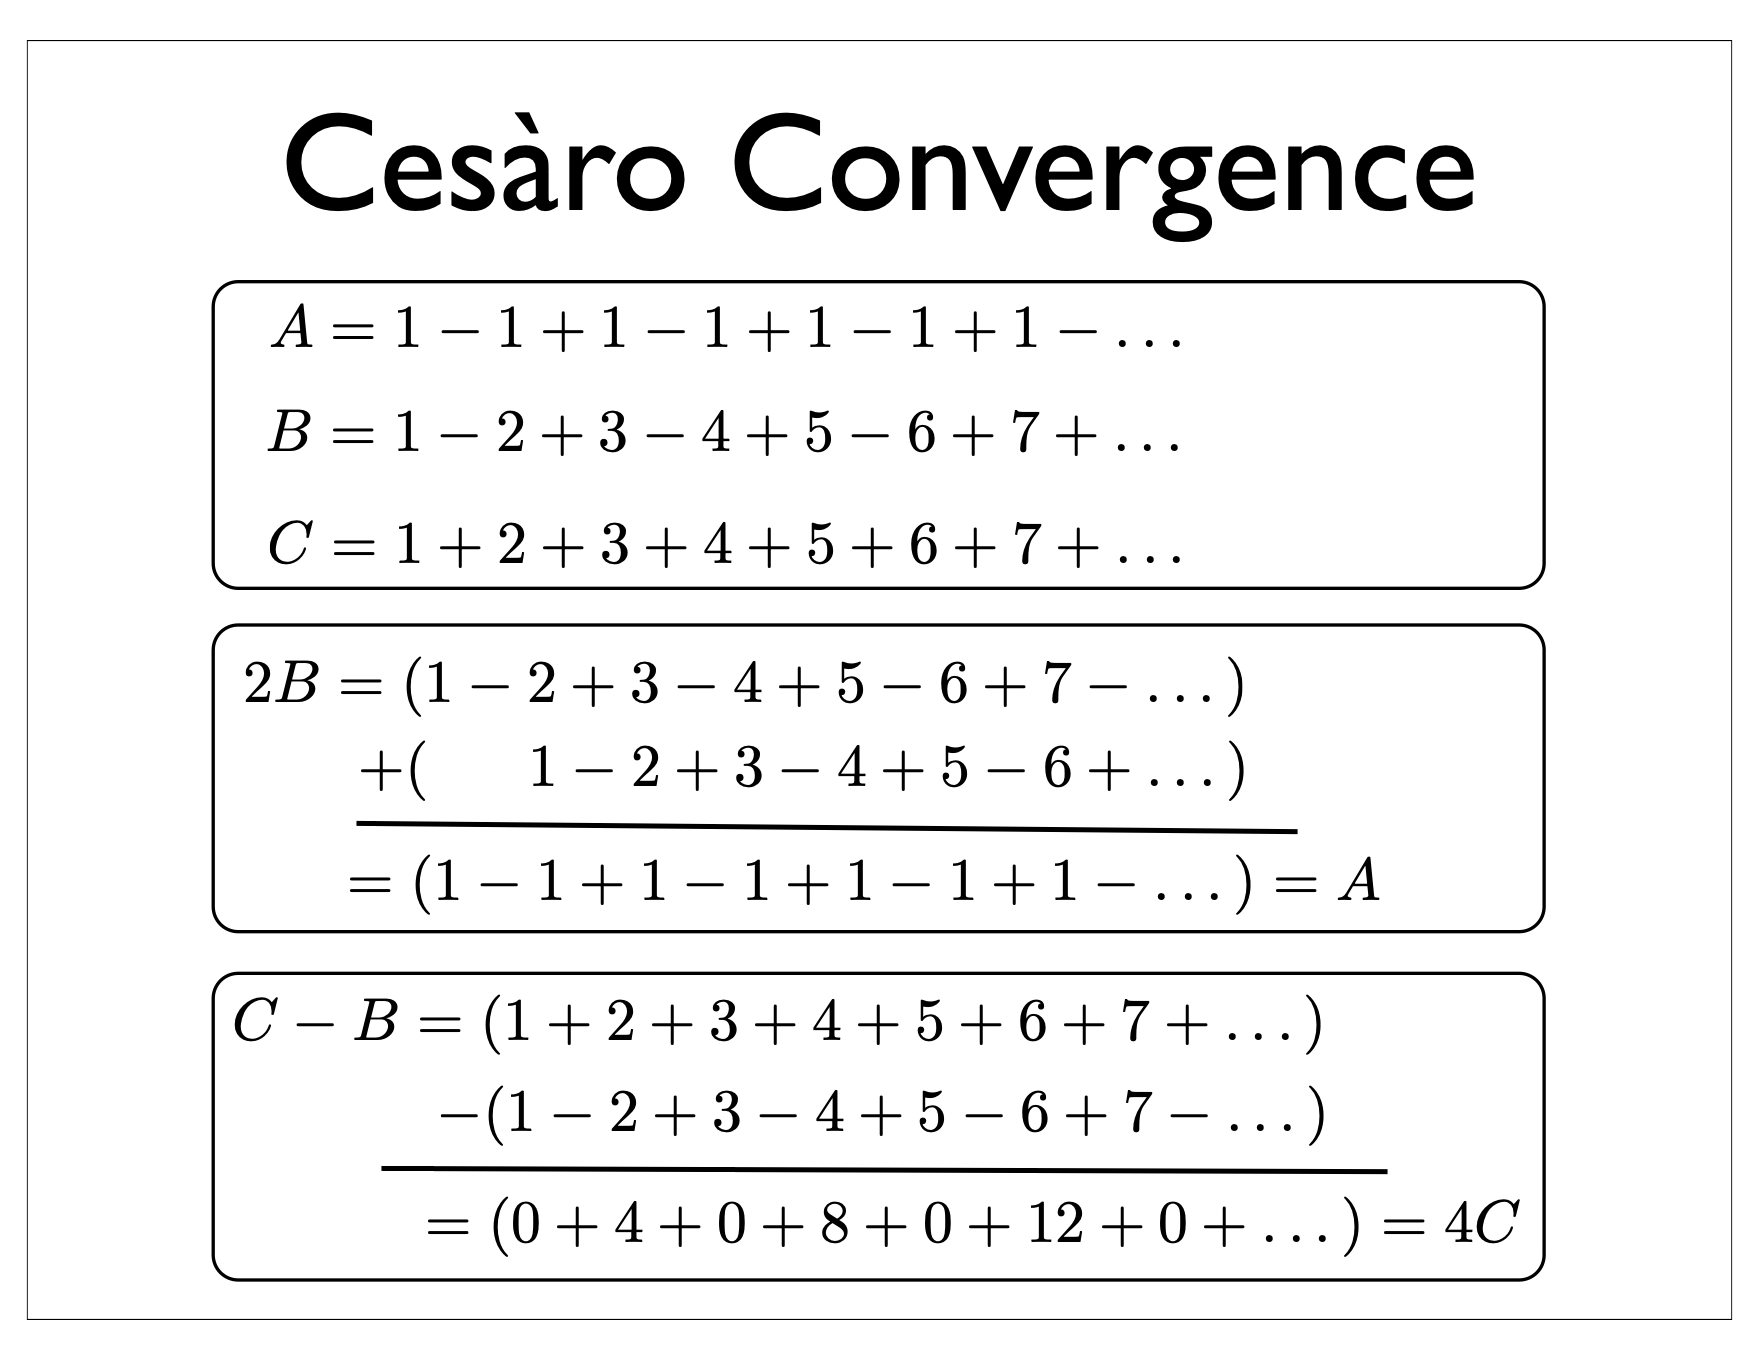 Cesàro Convergence
A = 1 − 1 + 1 − 1 + 1 − 1 + 1 − . . .
B = 1 − 2 + 3 − 4 + 5 − 6 + 7 + . . .
C = 1 + 2 + 3 + 4 + 5 + 6 + 7 + . . .
2B = (1 − 2 + 3 − 4 + 5 − 6 + 7 − . . . )
+( 1 − 2 + 3 − 4 + 5 − 6 + . . . )
= (1 − 1 + 1 − 1 + 1 − 1 + 1 − . . . ) = A
C − B = (1 + 2 + 3 + 4 + 5 + 6 + 7 + . . . )
−(1 − 2 + 3 − 4 + 5 − 6 + 7 − . . . )
= (0 + 4 + 0 + 8 + 0 + 12 + 0 + . . . ) = 4C